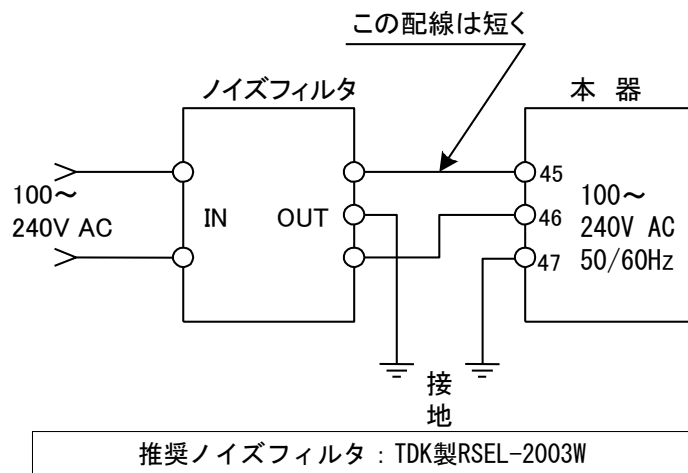 この配線は短く
ノイズフィルタ
本 器
100～
240V AC
IN
OUT
45
46
47
100～
240V AC
50/60Hz
接
地
推奨ノイズフィルタ : TDK製RSEL-2003W